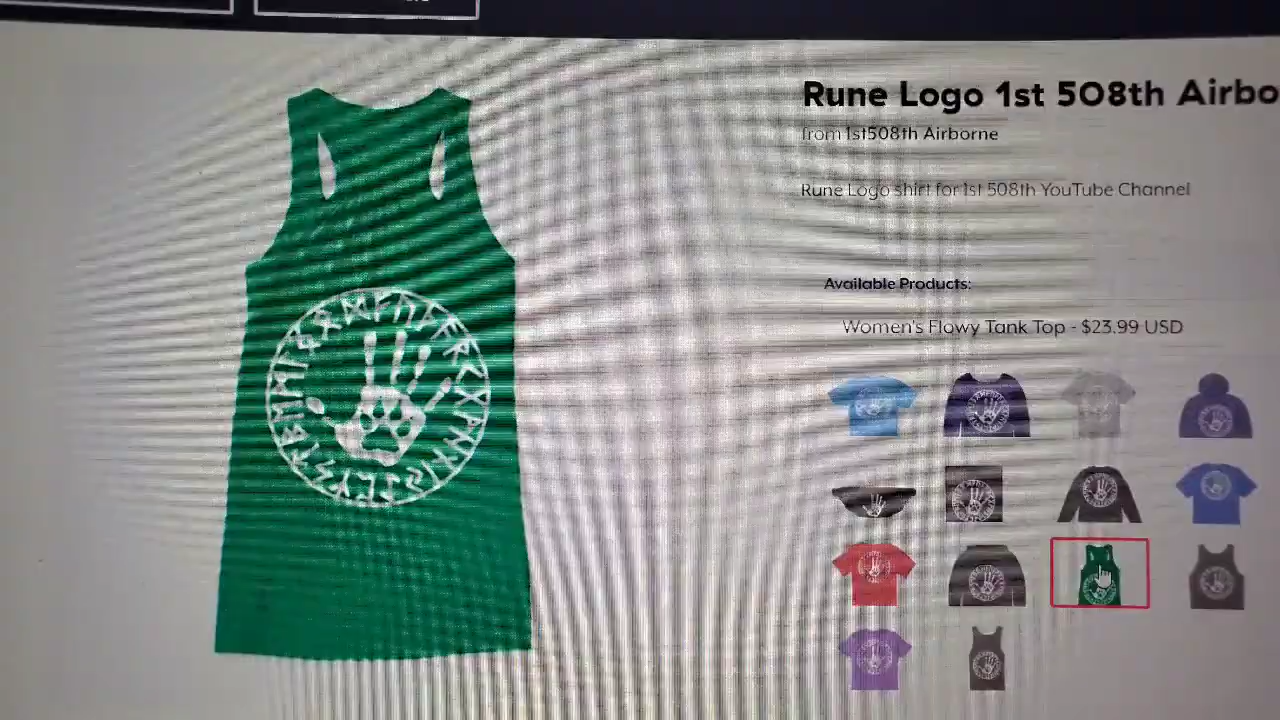 Rune Logo 1st 508th Airbo
from 1st508th Airborne
Rune Logo shirt for 1st 508th YouTube Channel
Available Products:
Women's Flowy Tank Top - $23.99 USD